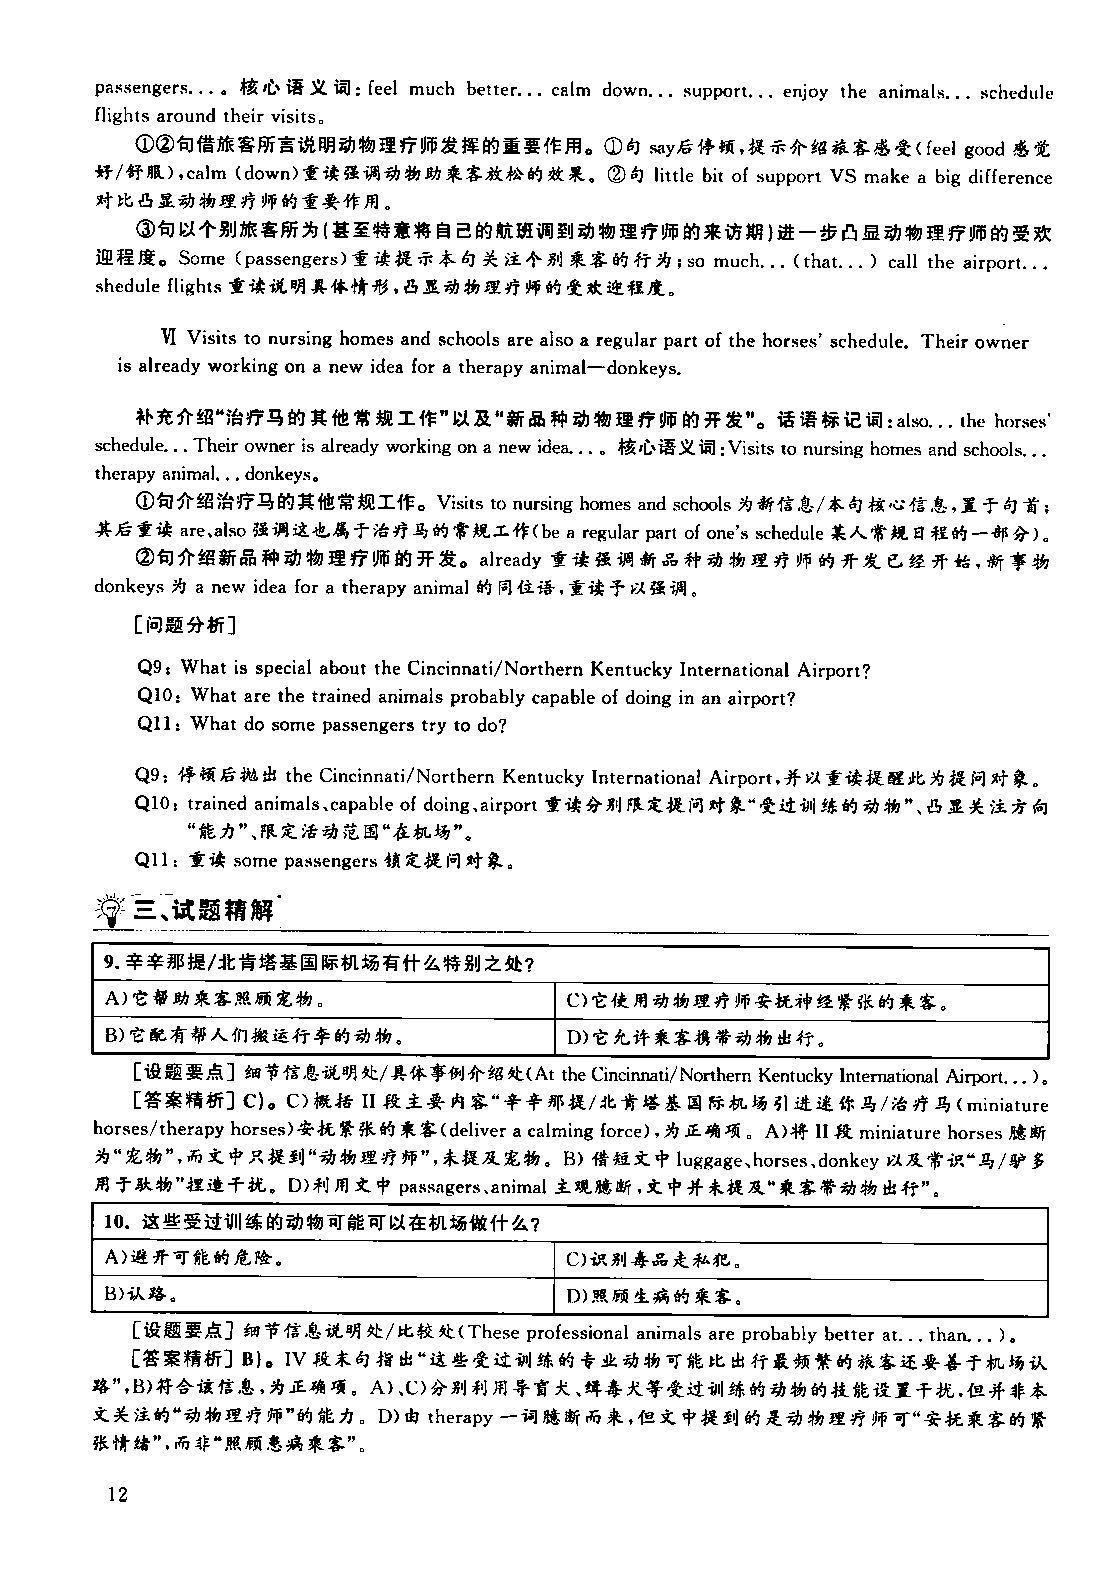 passengers...。核心语义词:feel much better... calm down... support... enjoy the animals... schedule
flights around their visits。
①②句借旅客所言说明动物理疗师发挥的重要作用。①句 say后停顿,提示介绍旅客感受(feel good 感觉
好/舒服),calm (down)重读强调动物助乘客放松的效果。②句 little bit of support VS make a big difference
对比凸显动物理疗师的重要作用。
③句以个别旅客所为(甚至特意将自己的航班调到动物理疗师的来访期)进一步凸显动物理疗师的受欢
迎程度。Some (passengers)重读提示本句关注个别乘客的行为;so much...(that...) call the airport...
shedule flights 重读说明具体情形,凸显动物理疗师的受欢迎程度。
Ⅵ Visits to nursing homes and schools are also a regular part of the horses' schedule. Their owner
is already working on a new idea for a therapy animal—donkeys.
补充介绍"治疗马的其他常规工作"以及"新品种动物理疗师的开发"。话语标记词:also... the horses'
schedule... Their owner is already working on a new idea...。核心语义词:Visits to nursing homes and schools...
therapy animal... donkeys。
①句介绍治疗马的其他常规工作。Visits to nursing homes and schools 为新信息/本句核心信息,置于句首;
其后重读 are、also 强调这也属于治疗马的常规工作(be a regular part of one's schedule 某人常规日程的一部分)。
②句介绍新品种动物理疗师的开发。already 重读强调新品种动物理疗师的开发已经开始,新事物
donkeys 为 a new idea for a therapy animal 的同位语,重读予以强调。
[问题分析]
Q9: What is special about the Cincinnati/Northern Kentucky International Airport?
Q10: What are the trained animals probably capable of doing in an airport?
Q11: What do some passengers try to do?
Q9: 停顿后抛出 the Cincinnati/Northern Kentucky International Airport,并以重读提醒此为提问对象。
Q10: trained animals、capable of doing、airport 重读分别限定提问对象"受过训练的动物"、凸显关注方向
"能力"、限定活动范围"在机场"。
Q11: 重读 some passengers 锁定提问对象。
三、试题精解
9. 辛辛那提/北肯塔基国际机场有什么特别之处?
A)它帮助乘客照顾宠物。
C)它使用动物理疗师安抚神经紧张的乘客。
B)它配有帮人们搬运行李的动物。
D)它允许乘客携带动物出行。
[设题要点] 细节信息说明处/具体事例介绍处(At the Cincinnati/Northern Kentucky International Airport...)。
[答案精析] C)。C)概括 II 段主要内容"辛辛那提/北肯塔基国际机场引进迷你马/治疗马(miniature
horses/therapy horses)安抚紧张的乘客(deliver a calming force),为正确项。A)将 II 段 miniature horses 臆断
为"宠物",而文中只提到"动物理疗师",未提及宠物。B) 借短文中 luggage、horses、donkey 以及常识"马/驴多
用于驮物"捏造干扰。D)利用文中 passagers、animal 主观臆断,文中并未提及"乘客带动物出行"。
10. 这些受过训练的动物可能可以在机场做什么?
A)避开可能的危险。
C)识别毒品走私犯。
B)认路。
D)照顾生病的乘客。
[设题要点] 细节信息说明处/比较处(These professional animals are probably better at... than...)。
[答案精析] B)。IV 段末句指出"这些受过训练的专业动物可能比出行最频繁的旅客还要善于机场认
路",B)符合该信息,为正确项。A)、C)分别利用导盲犬、缉毒犬等受过训练的动物的技能设置干扰,但并非本
文关注的"动物理疗师"的能力。D)由 therapy 一词臆断而来,但文中提到的是动物理疗师可"安抚乘客的紧
张情绪",而非"照顾患病乘客"。
12